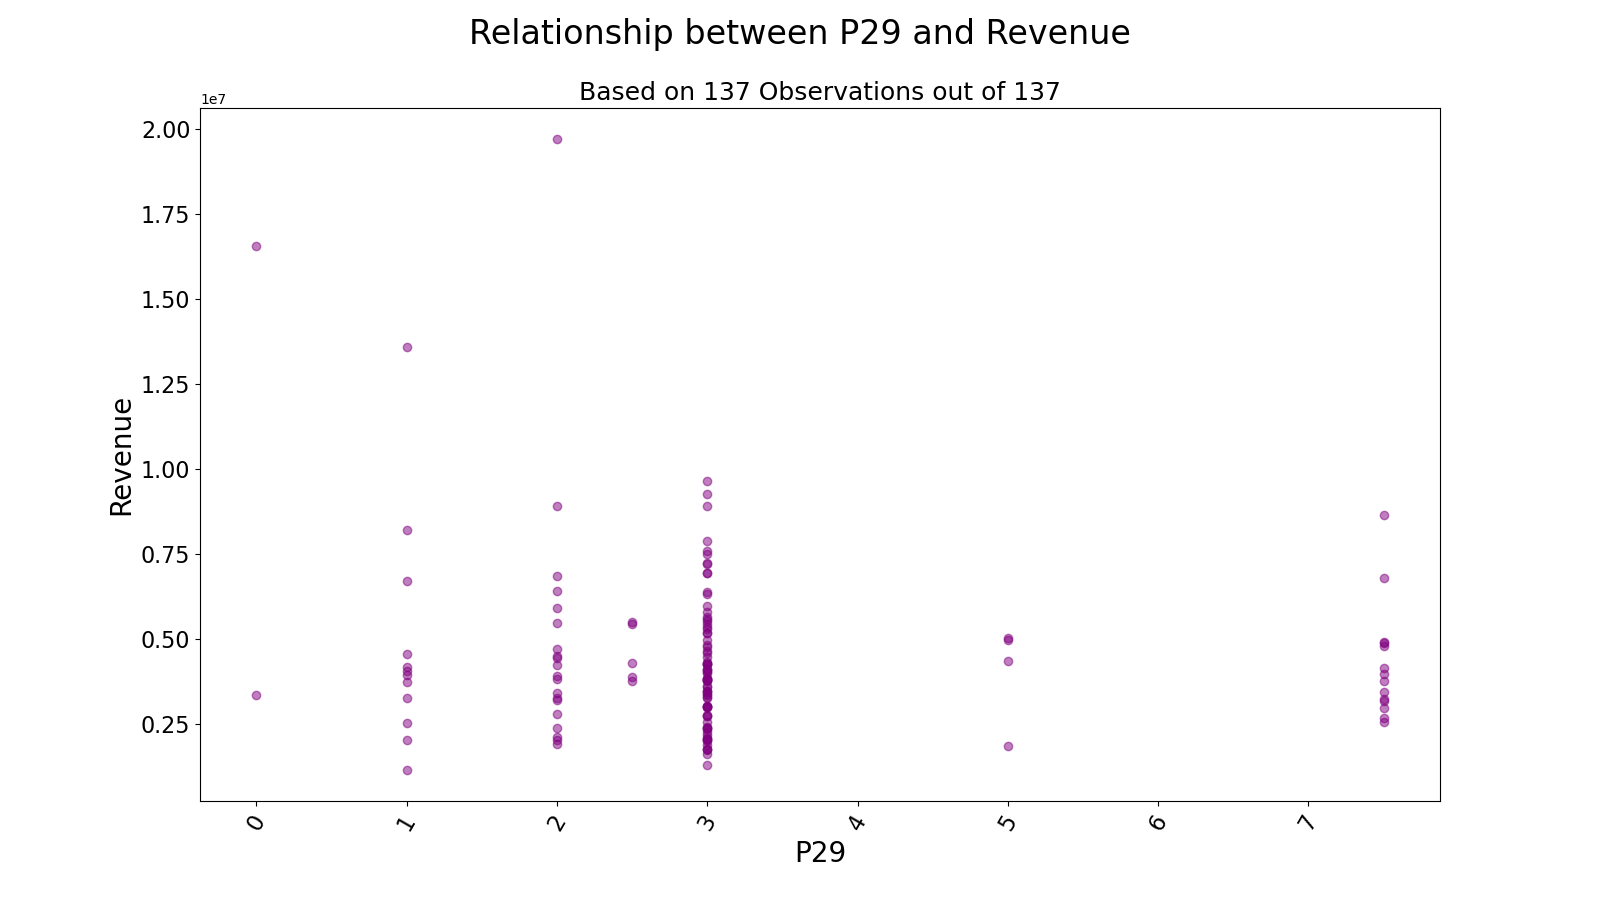 Relationship between P29 and Revenue
Based on 137 Observations out of 137
1e7
2.00
1.75
1.50
1.25
1.00
0.75
0.50
0.25
Revenue
0 1 2 3 4 5 6 7
P29